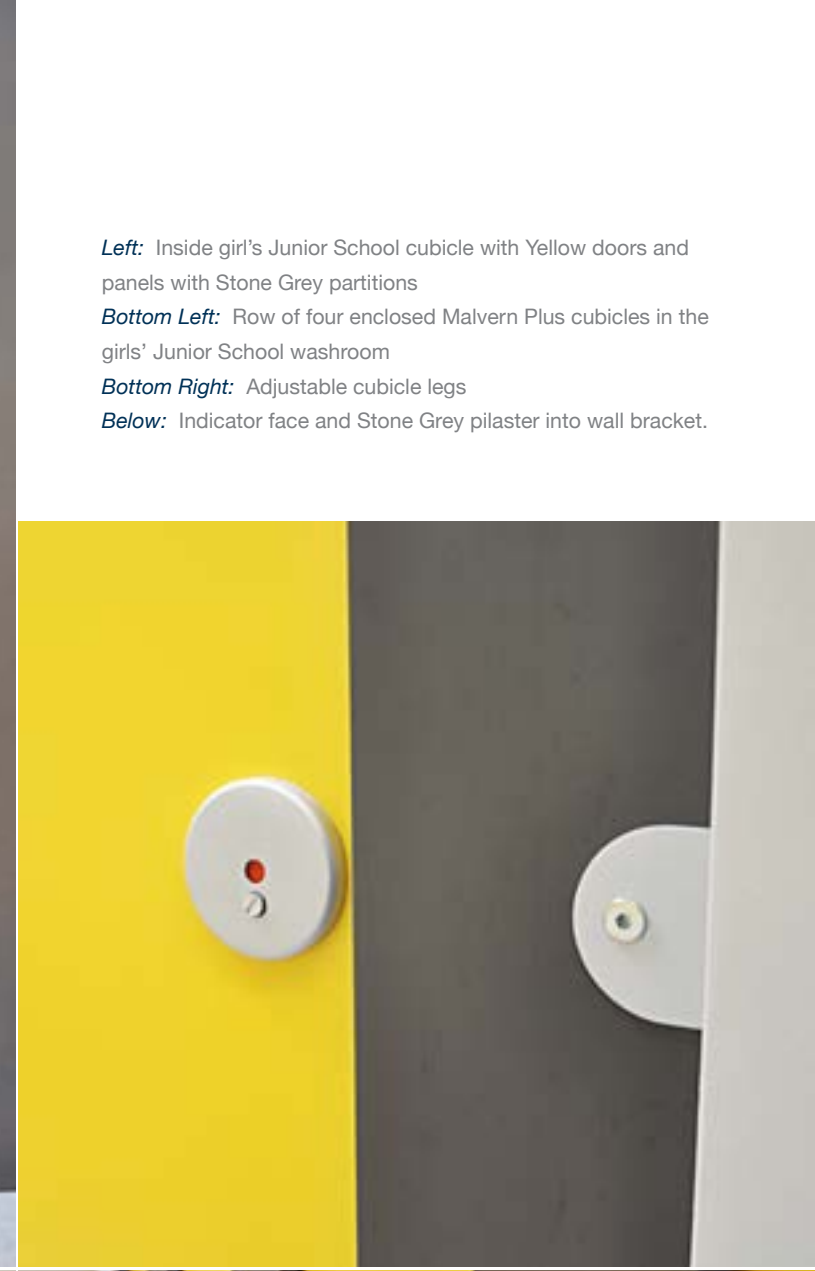 Left: Inside girl's Junior School cubicle with Yellow doors and
panels with Stone Grey partitions
Bottom Left: Row of four enclosed Malvern Plus cubicles in the
girls' Junior School washroom
Bottom Right: Adjustable cubicle legs
Below: Indicator face and Stone Grey pilaster into wall bracket.